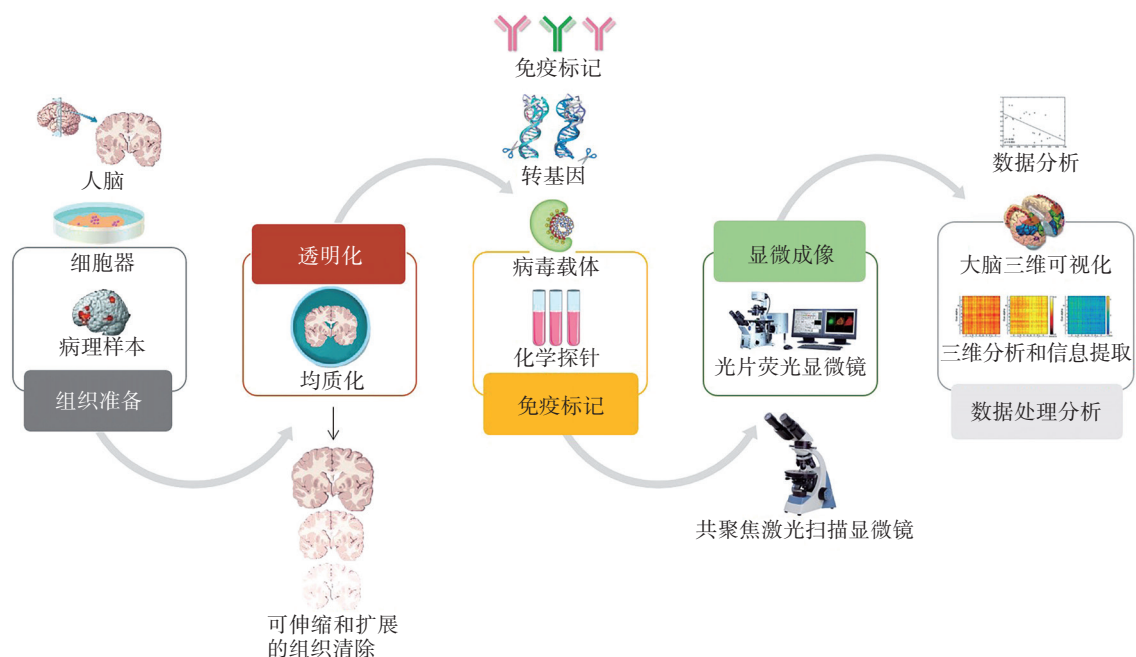 人脑
细胞器
病理样本
组织准备
透明化
均质化
可伸缩和扩展
的组织清除
免疫标记
转基因
病毒载体
化学探针
免疫标记
显微成像
光片荧光显微镜
共聚焦激光扫描显微镜
数据分析
大脑三维可视化
三维分析和信息提取
数据处理分析